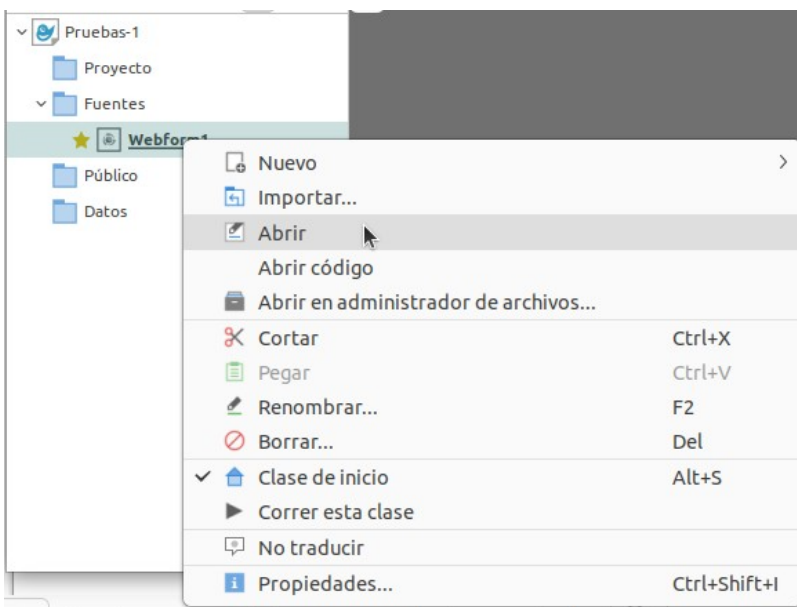 Pruebas-1
Proyecto
Fuentes
Webform1
Público
Datos
Nuevo
Importar...
Abrir
Abrir código
Abrir en administrador de archivos...
Cortar Ctrl+X
Pegar Ctrl+V
Renombrar... F2
Borrar... Del
Clase de inicio Alt+S
Correr esta clase
No traducir
Propiedades... Ctrl+Shift+I